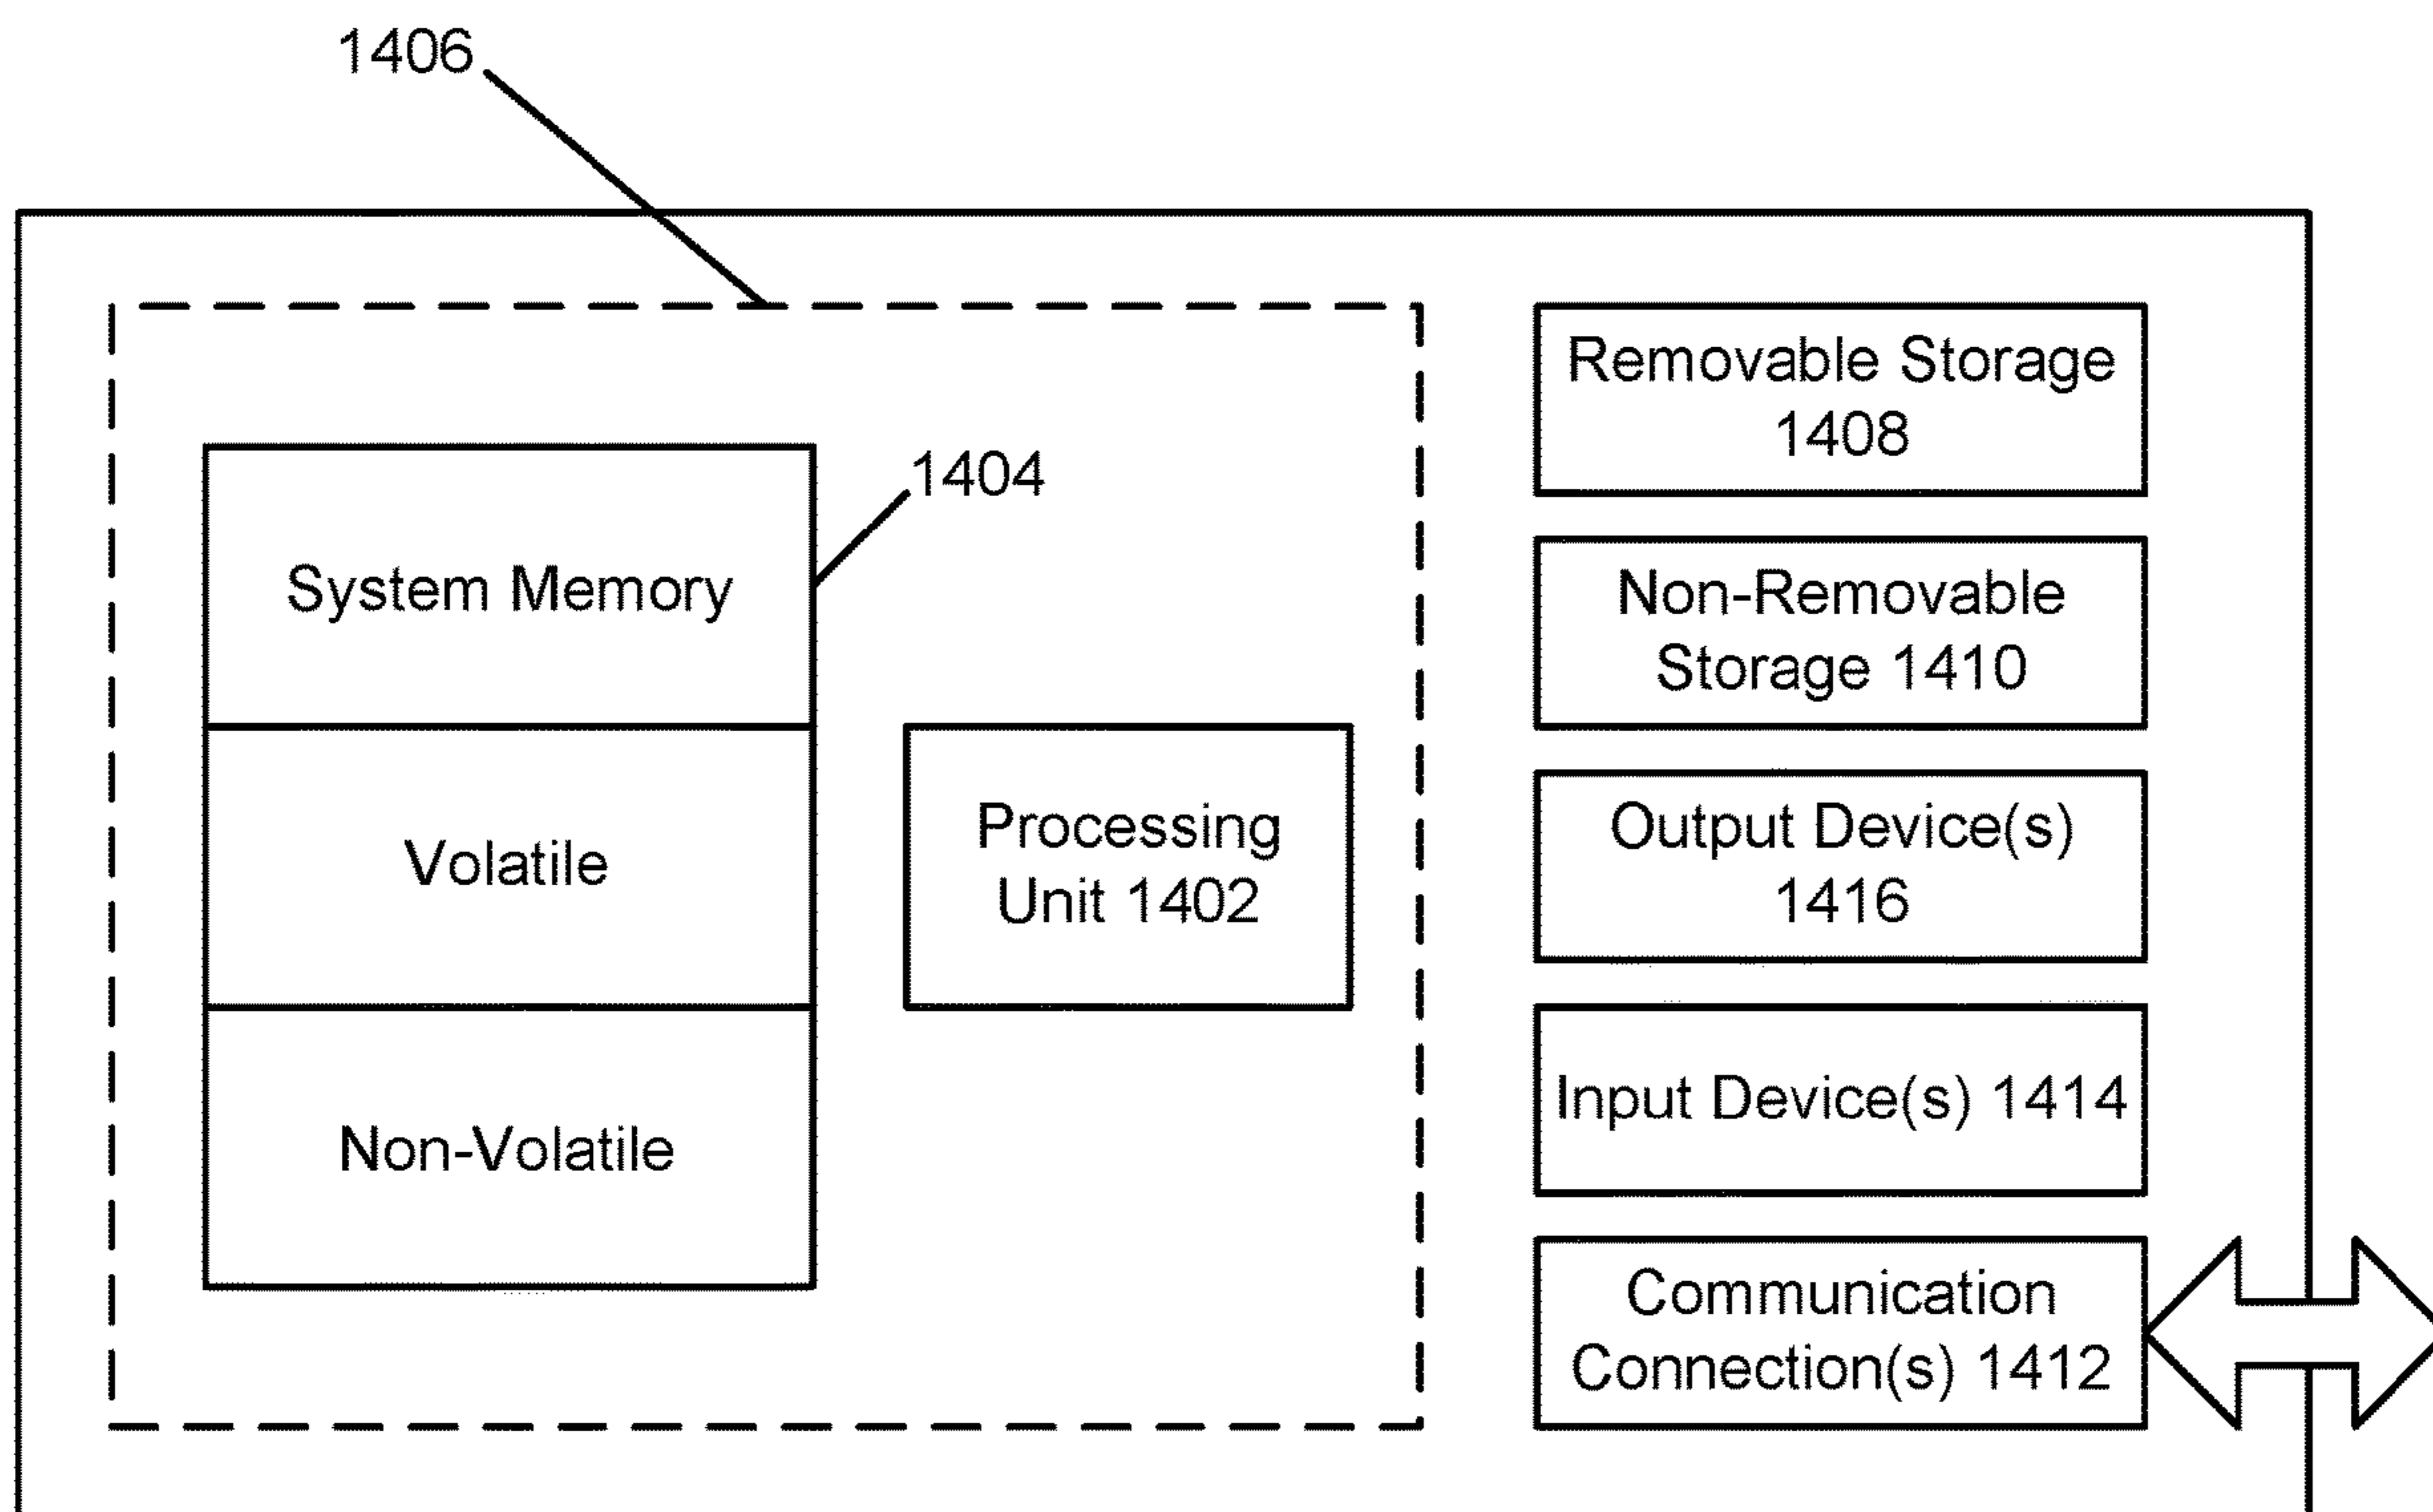 1406
1404
System Memory
Volatile
Non-Volatile
Processing
Unit 1402
Removable Storage
1408
Non-Removable
Storage 1410
Output Device(s)
1416
Input Device(s) 1414
Communication
Connection(s) 1412